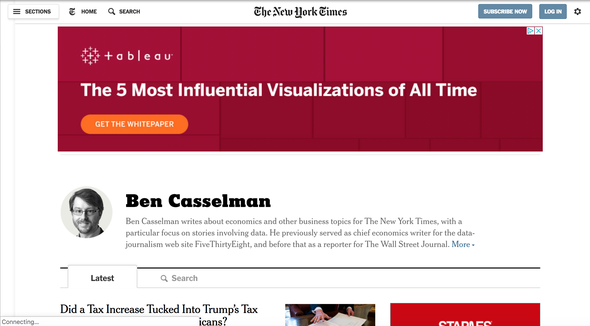 SECTIONS HOME SEARCH The New York Times SUBSCRIBE NOW LOG IN
+ a b l e a u
The 5 Most Influential Visualizations of All Time
GET THE WHITEPAPER
Ben Casselman
Ben Casselman writes about economics and other business topics for The New York Times, with a
particular focus on stories involving data. He previously served as chief economics writer for the data-
journalism web site FiveThirtyEight, and before that as a reporter for The Wall Street Journal. More
Latest Search
Did a Tax Increase Tucked Into Trump's Tax
icans?
Connecting...